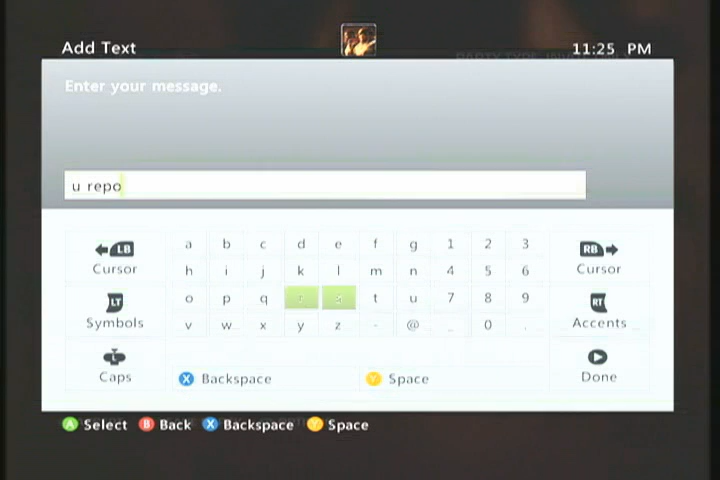 Add Text
11:25 PM
Enter your message.
u repo
LB
Cursor
a b c d e f g 1 2 3
RB
Cursor
h i j k l m n 4 5 6
LT
Symbols
o p q r s t u 7 8 9
RT
Accents
v w x y z - @ _ 0 .
L
Caps
X Backspace
Y Space
Done
A Select B Back X Backspace Y Space